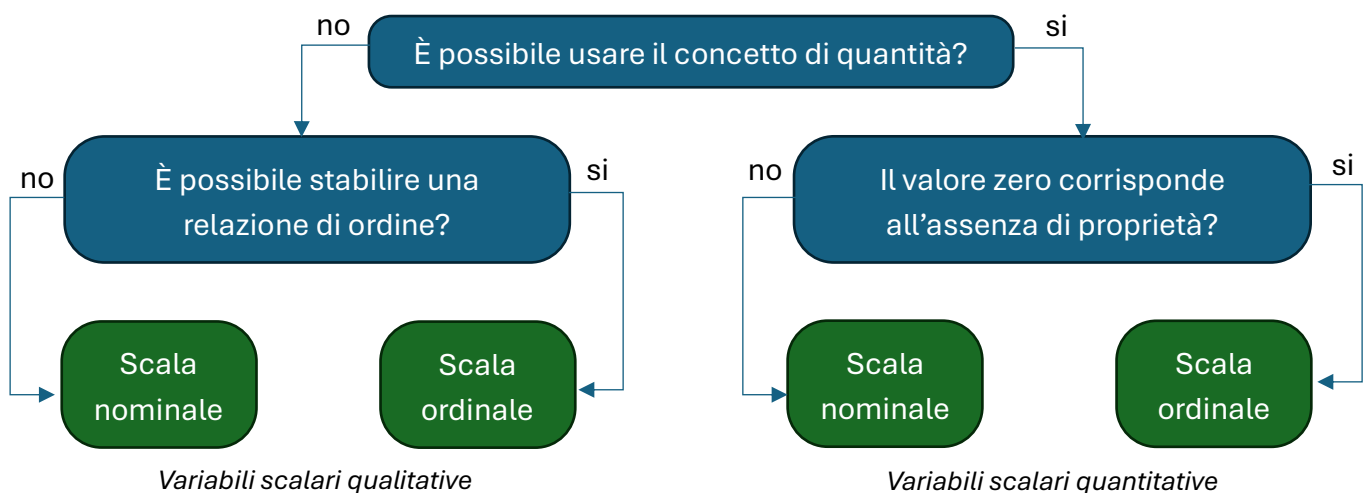 no
È possibile usare il concetto di quantità?
si
no
È possibile stabilire una
relazione di ordine?
si
no
Il valore zero corrisponde
all’assenza di proprietà?
si
Scala
nominale
Scala
ordinale
Scala
nominale
Scala
ordinale
Variabili scalari qualitative
Variabili scalari quantitative